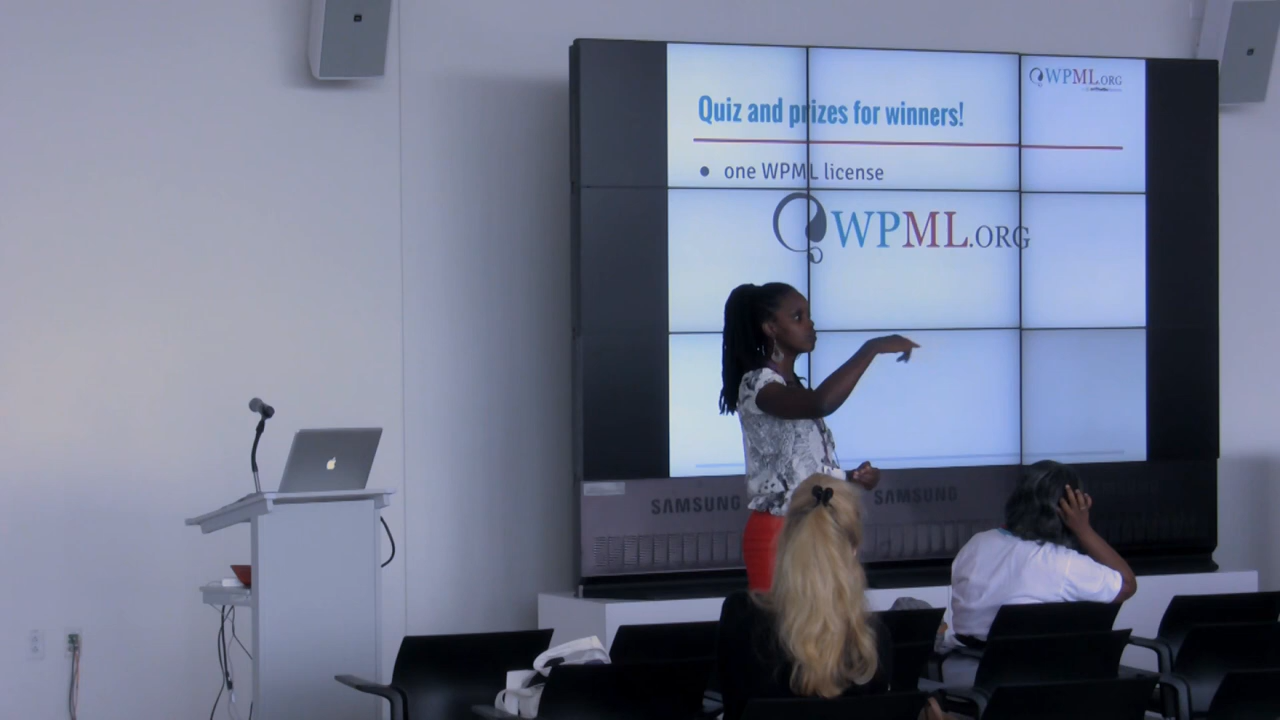 WPML.ORG
Quiz and prizes for winners!
● one WPML license
WPML.ORG
SAMSUNG SAMSUNG